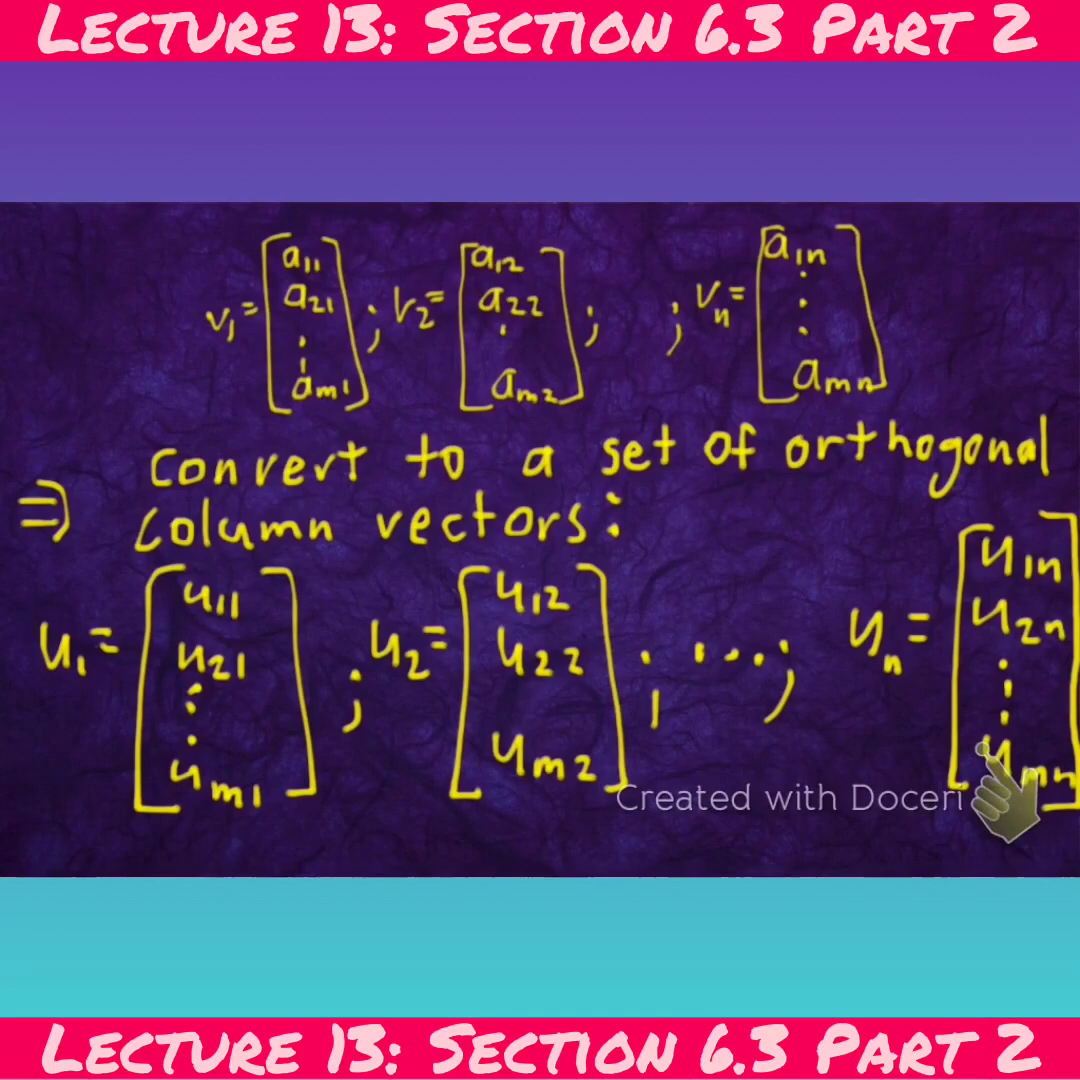 LECTURE 13: SECTION 6.3 PART 2
v₁ = [a₁₁ a₂₁ ⋮ aₘ₁] ; v₂ = [a₁₂ a₂₂ ⋮ aₘ₂] ; ; vₙ = [a₁ₙ ⋮ aₘₙ]
⇒ convert to a set of orthogonal
column vectors:
u₁ = [u₁₁ u₂₁ ⋮ uₘ₁] ; u₂ = [u₁₂ u₂₂ uₘ₂] ; ... ; uₙ = [u₁ₙ u₂ₙ ⋮ uₘₙ]
Created with Doceri
LECTURE 13: SECTION 6.3 PART 2